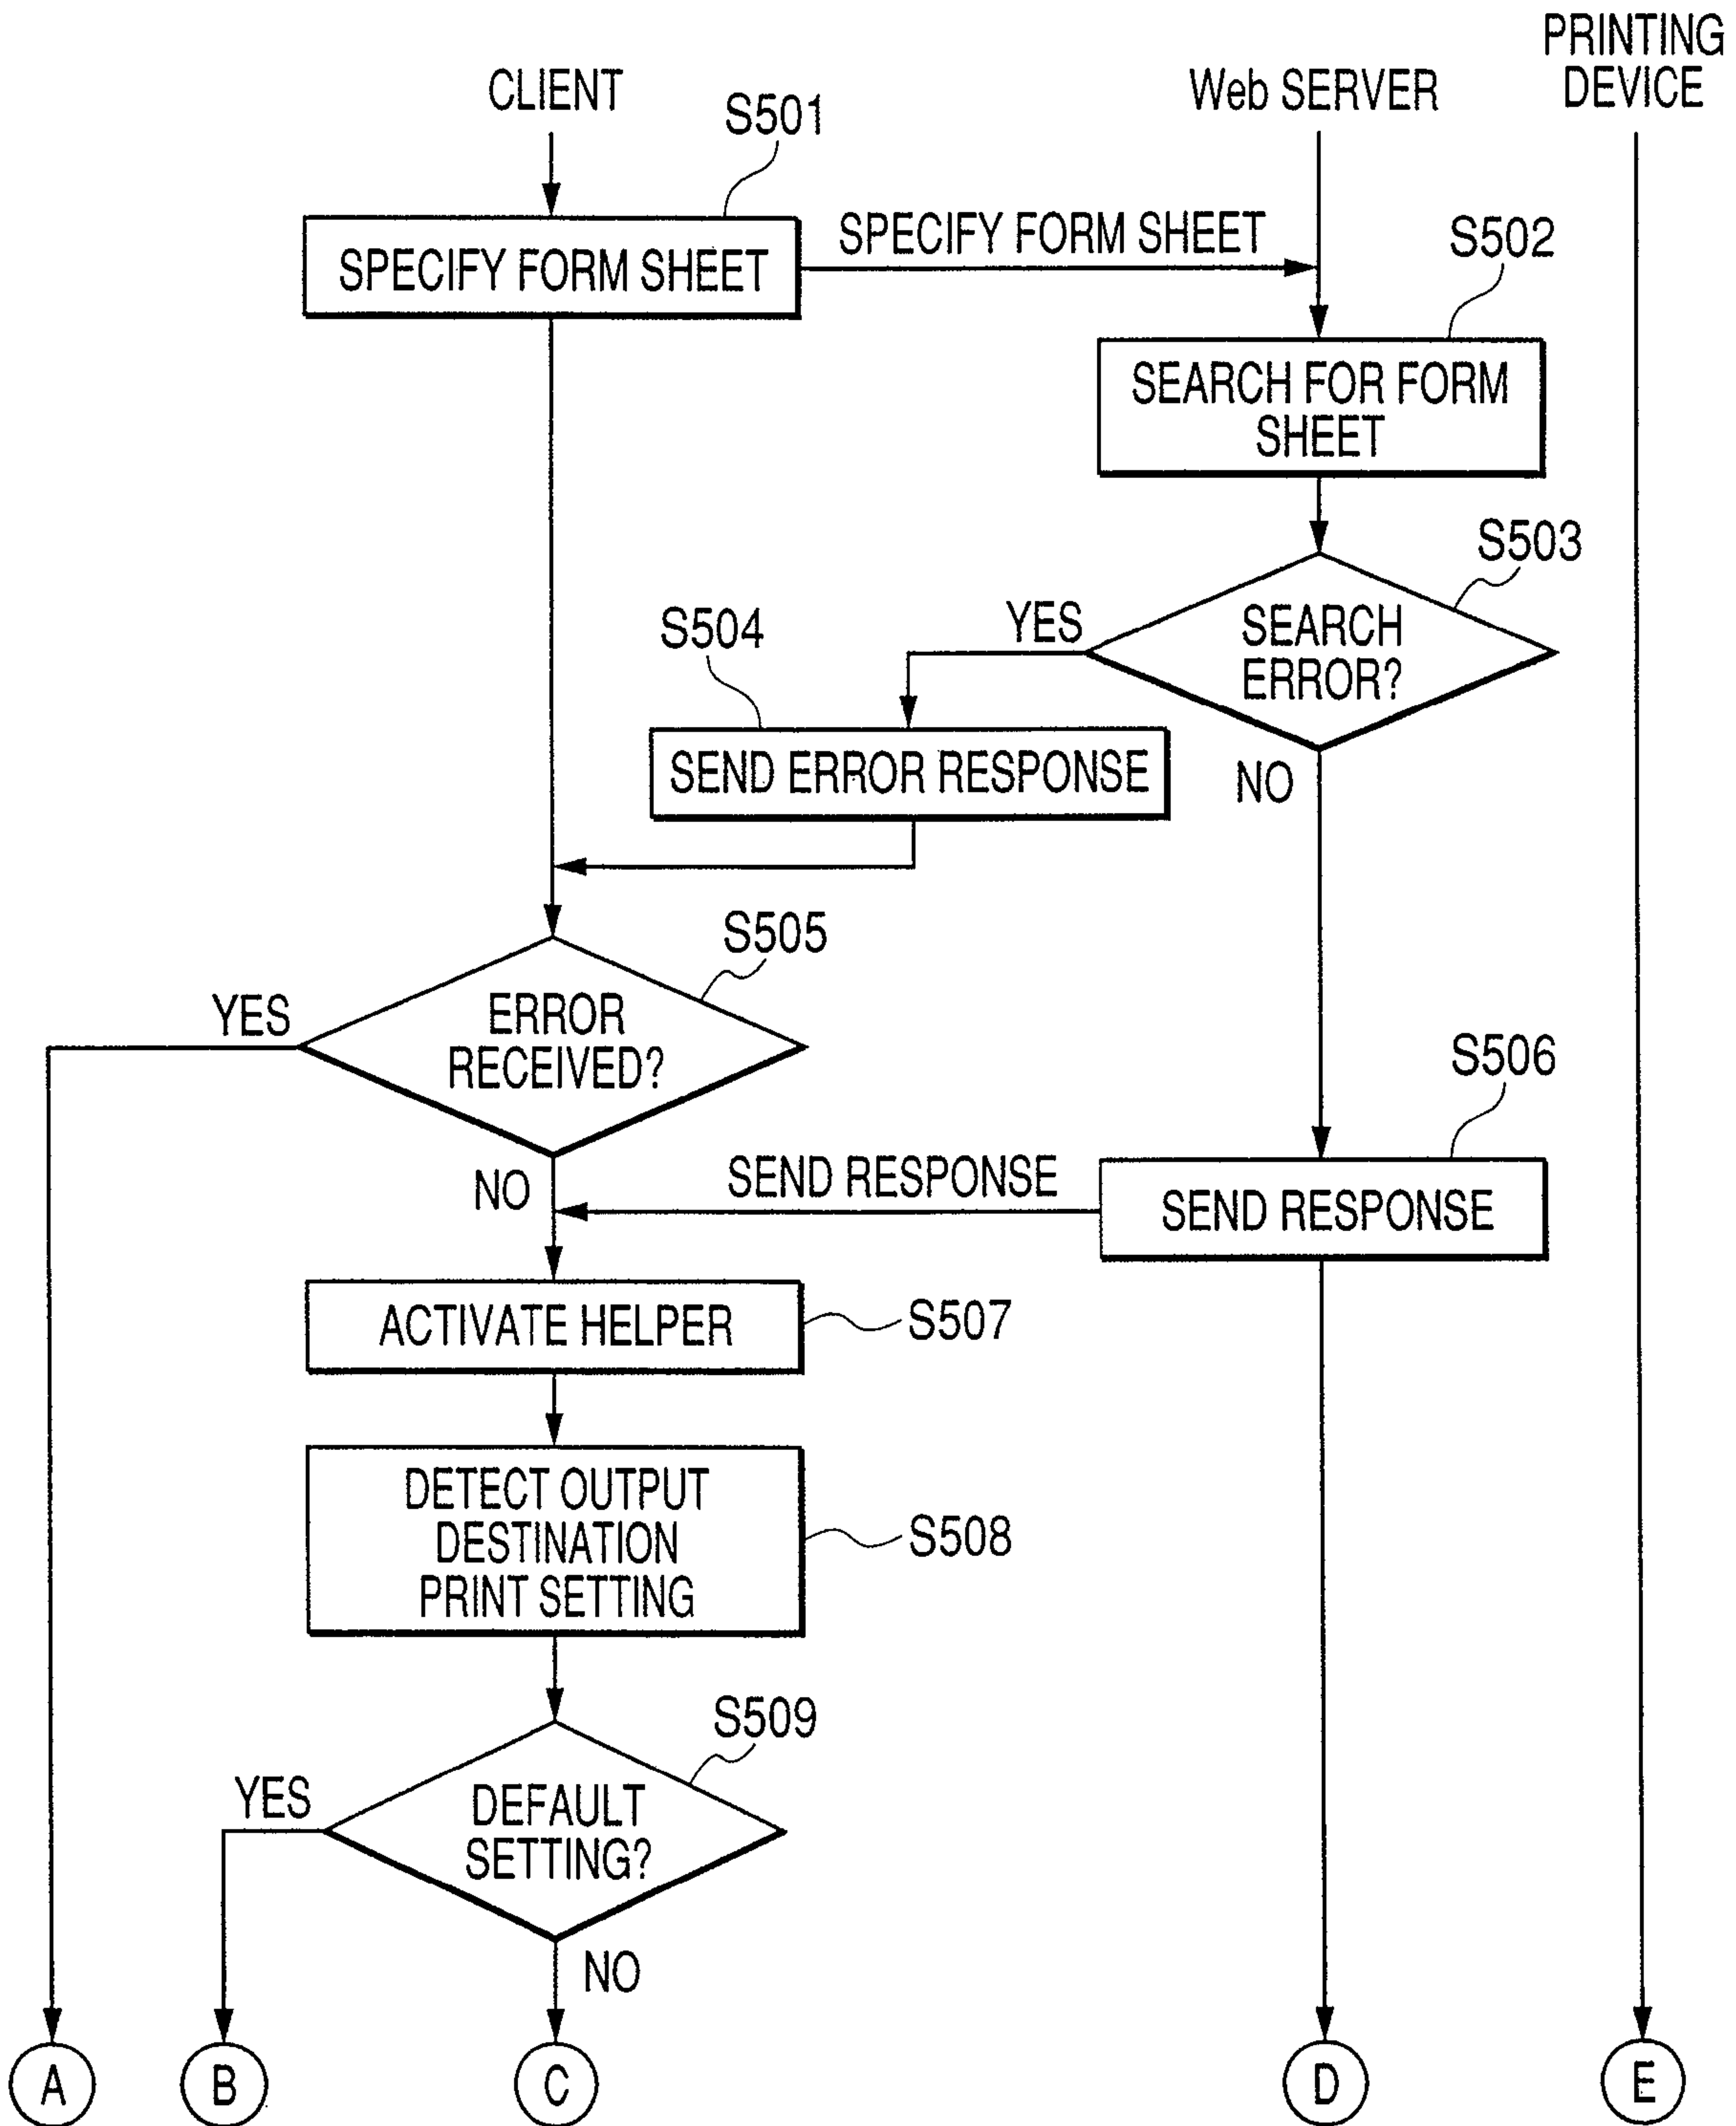 PRINTING
DEVICE
CLIENT
Web SERVER
S501
SPECIFY FORM SHEET
SPECIFY FORM SHEET
S502
SEARCH FOR FORM
SHEET
S503
SEARCH
ERROR?
YES
NO
S504
SEND ERROR RESPONSE
S505
ERROR
RECEIVED?
YES
NO
S506
SEND RESPONSE
SEND RESPONSE
ACTIVATE HELPER
S507
DETECT OUTPUT
DESTINATION
PRINT SETTING
S508
S509
DEFAULT
SETTING?
YES
NO
A
B
C
D
E